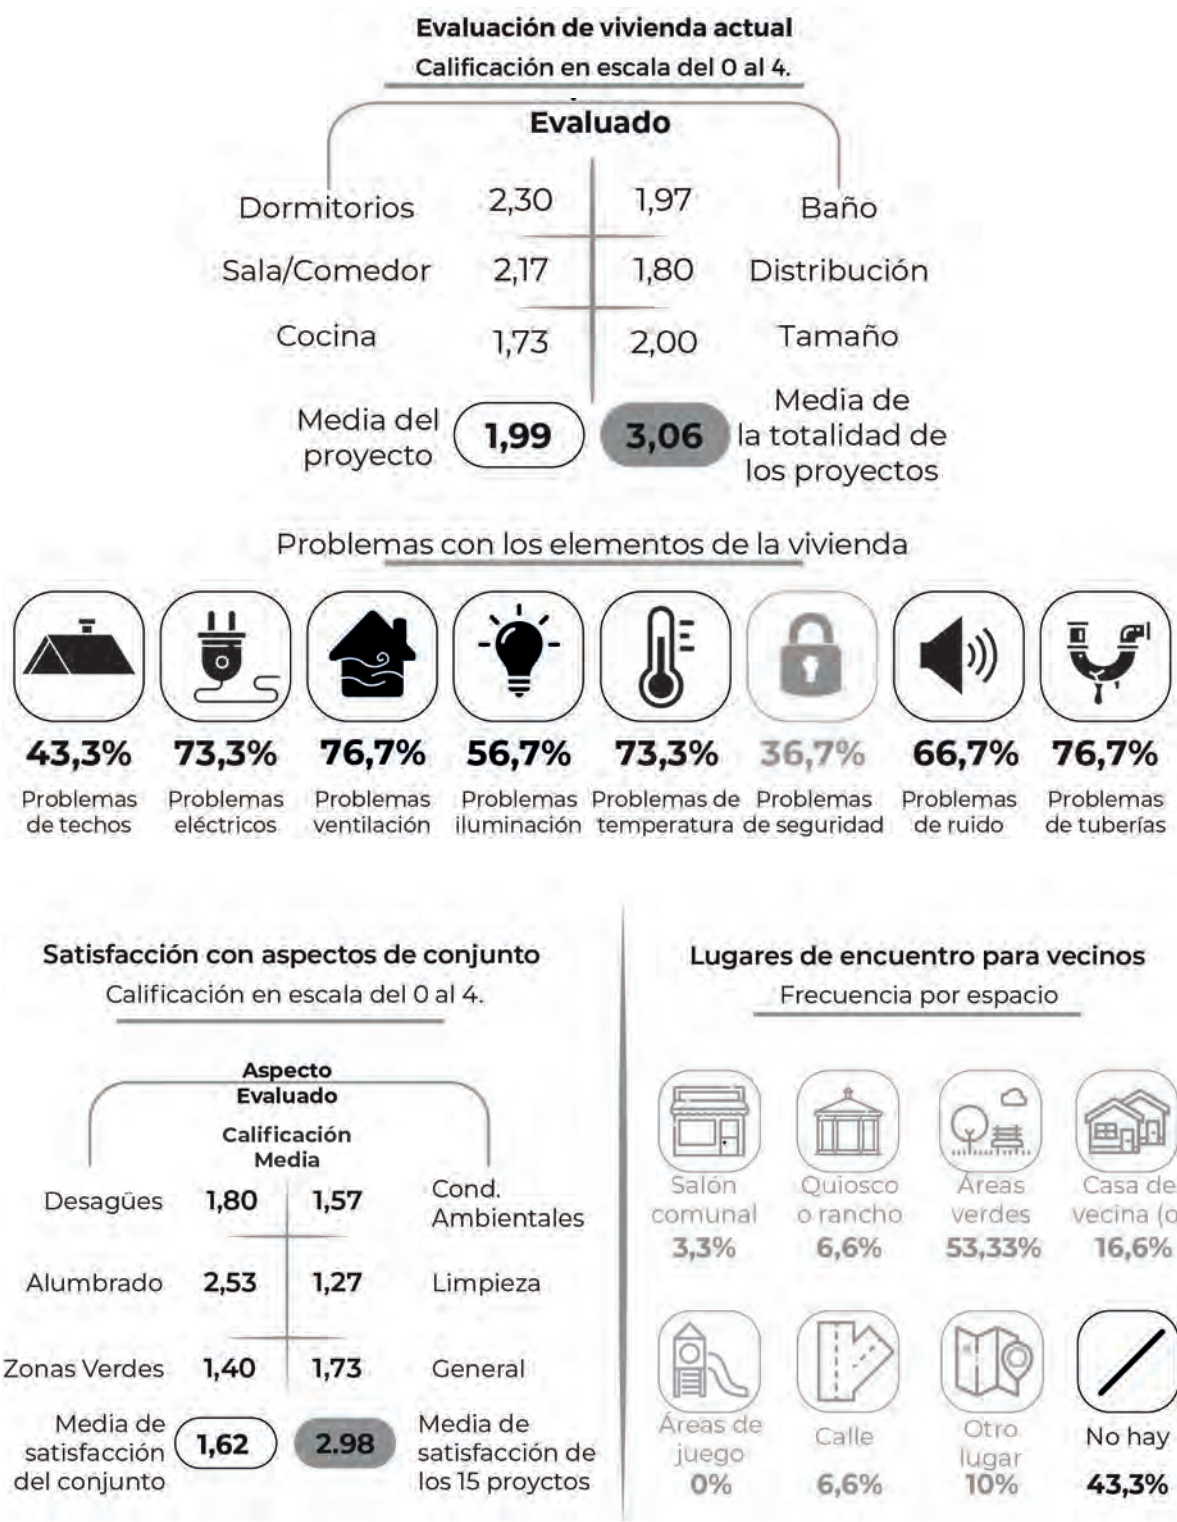 Evaluación de vivienda actual
Calificación en escala del 0 al 4.
Evaluado
Dormitorios 2,30 1,97 Baño
Sala/Comedor 2,17 1,80 Distribución
Cocina 1,73 2,00 Tamaño
Media del
proyecto
1,99 3,06
Media de
la totalidad de
los proyectos
Problemas con los elementos de la vivienda
43,3% 73,3% 76,7% 56,7% 73,3% 36,7% 66,7% 76,7%
Problemas Problemas Problemas Problemas Problemas de Problemas Problemas Problemas
de techos eléctricos ventilación iluminación temperatura de seguridad de ruido de tuberías
Satisfacción con aspectos de conjunto
Calificación en escala del 0 al 4.
Aspecto
Evaluado
Calificación
Media
Desagües 1,80 1,57 Cond.
Ambientales
Alumbrado 2,53 1,27 Limpieza
Zonas Verdes 1,40 1,73 General
Media de
satisfacción
del conjunto
1,62 2.98
Media de
satisfacción de
los 15 proyctos
Lugares de encuentro para vecinos
Frecuencia por espacio
Salón Quiosco Áreas Casa de
comunal o rancho verdes vecina (o
3,3% 6,6% 53,33% 16,6%
Áreas de
juego
0%
Calle
6,6%
Otro
lugar
10%
No hay
43,3%